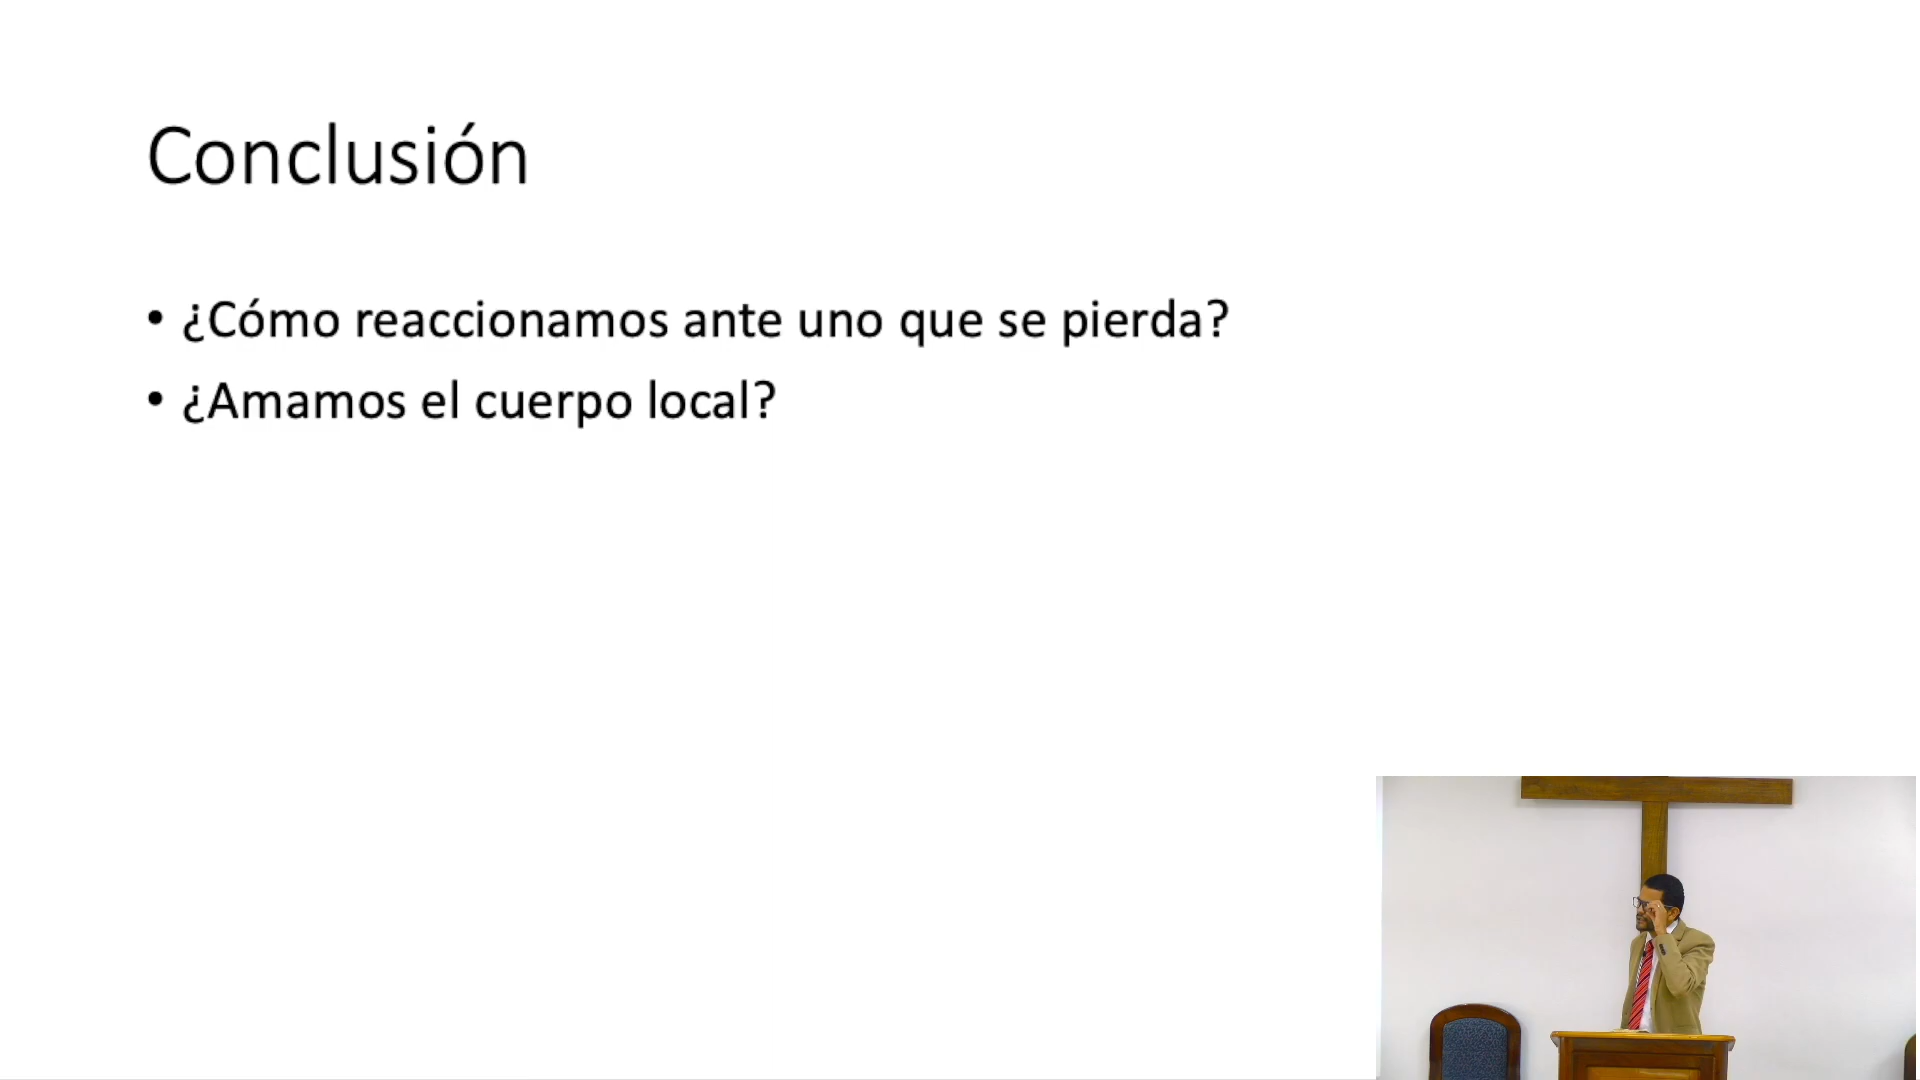 Conclusión
• ¿Cómo reaccionamos ante uno que se pierda?
• ¿Amamos el cuerpo local?